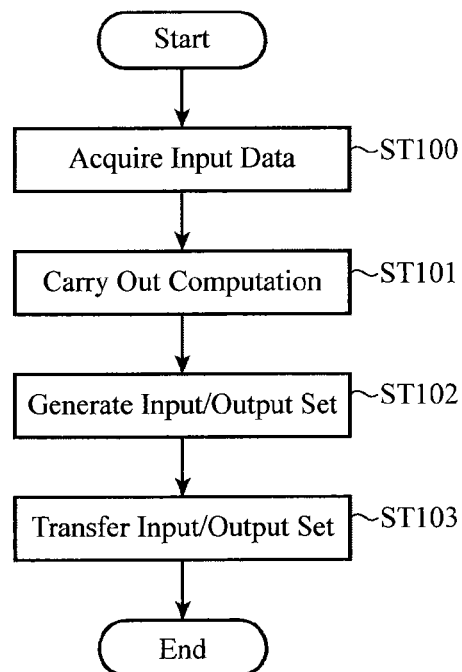 Start
Acquire Input Data
ST100
Carry Out Computation
ST101
Generate Input/Output Set
ST102
Transfer Input/Output Set
ST103
End